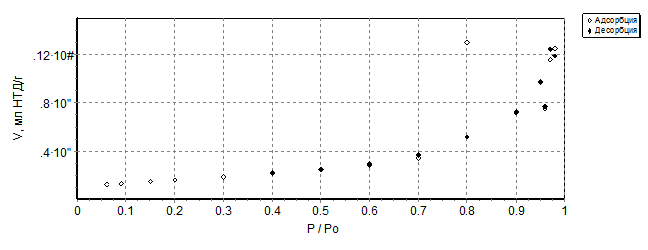 Адсорбция
Десорбция
.12·10#
.8·10"
.4·10"
V, мл НТД/г
0 0.1 0.2 0.3 0.4 0.5 0.6 0.7 0.8 0.9 1
P / Po